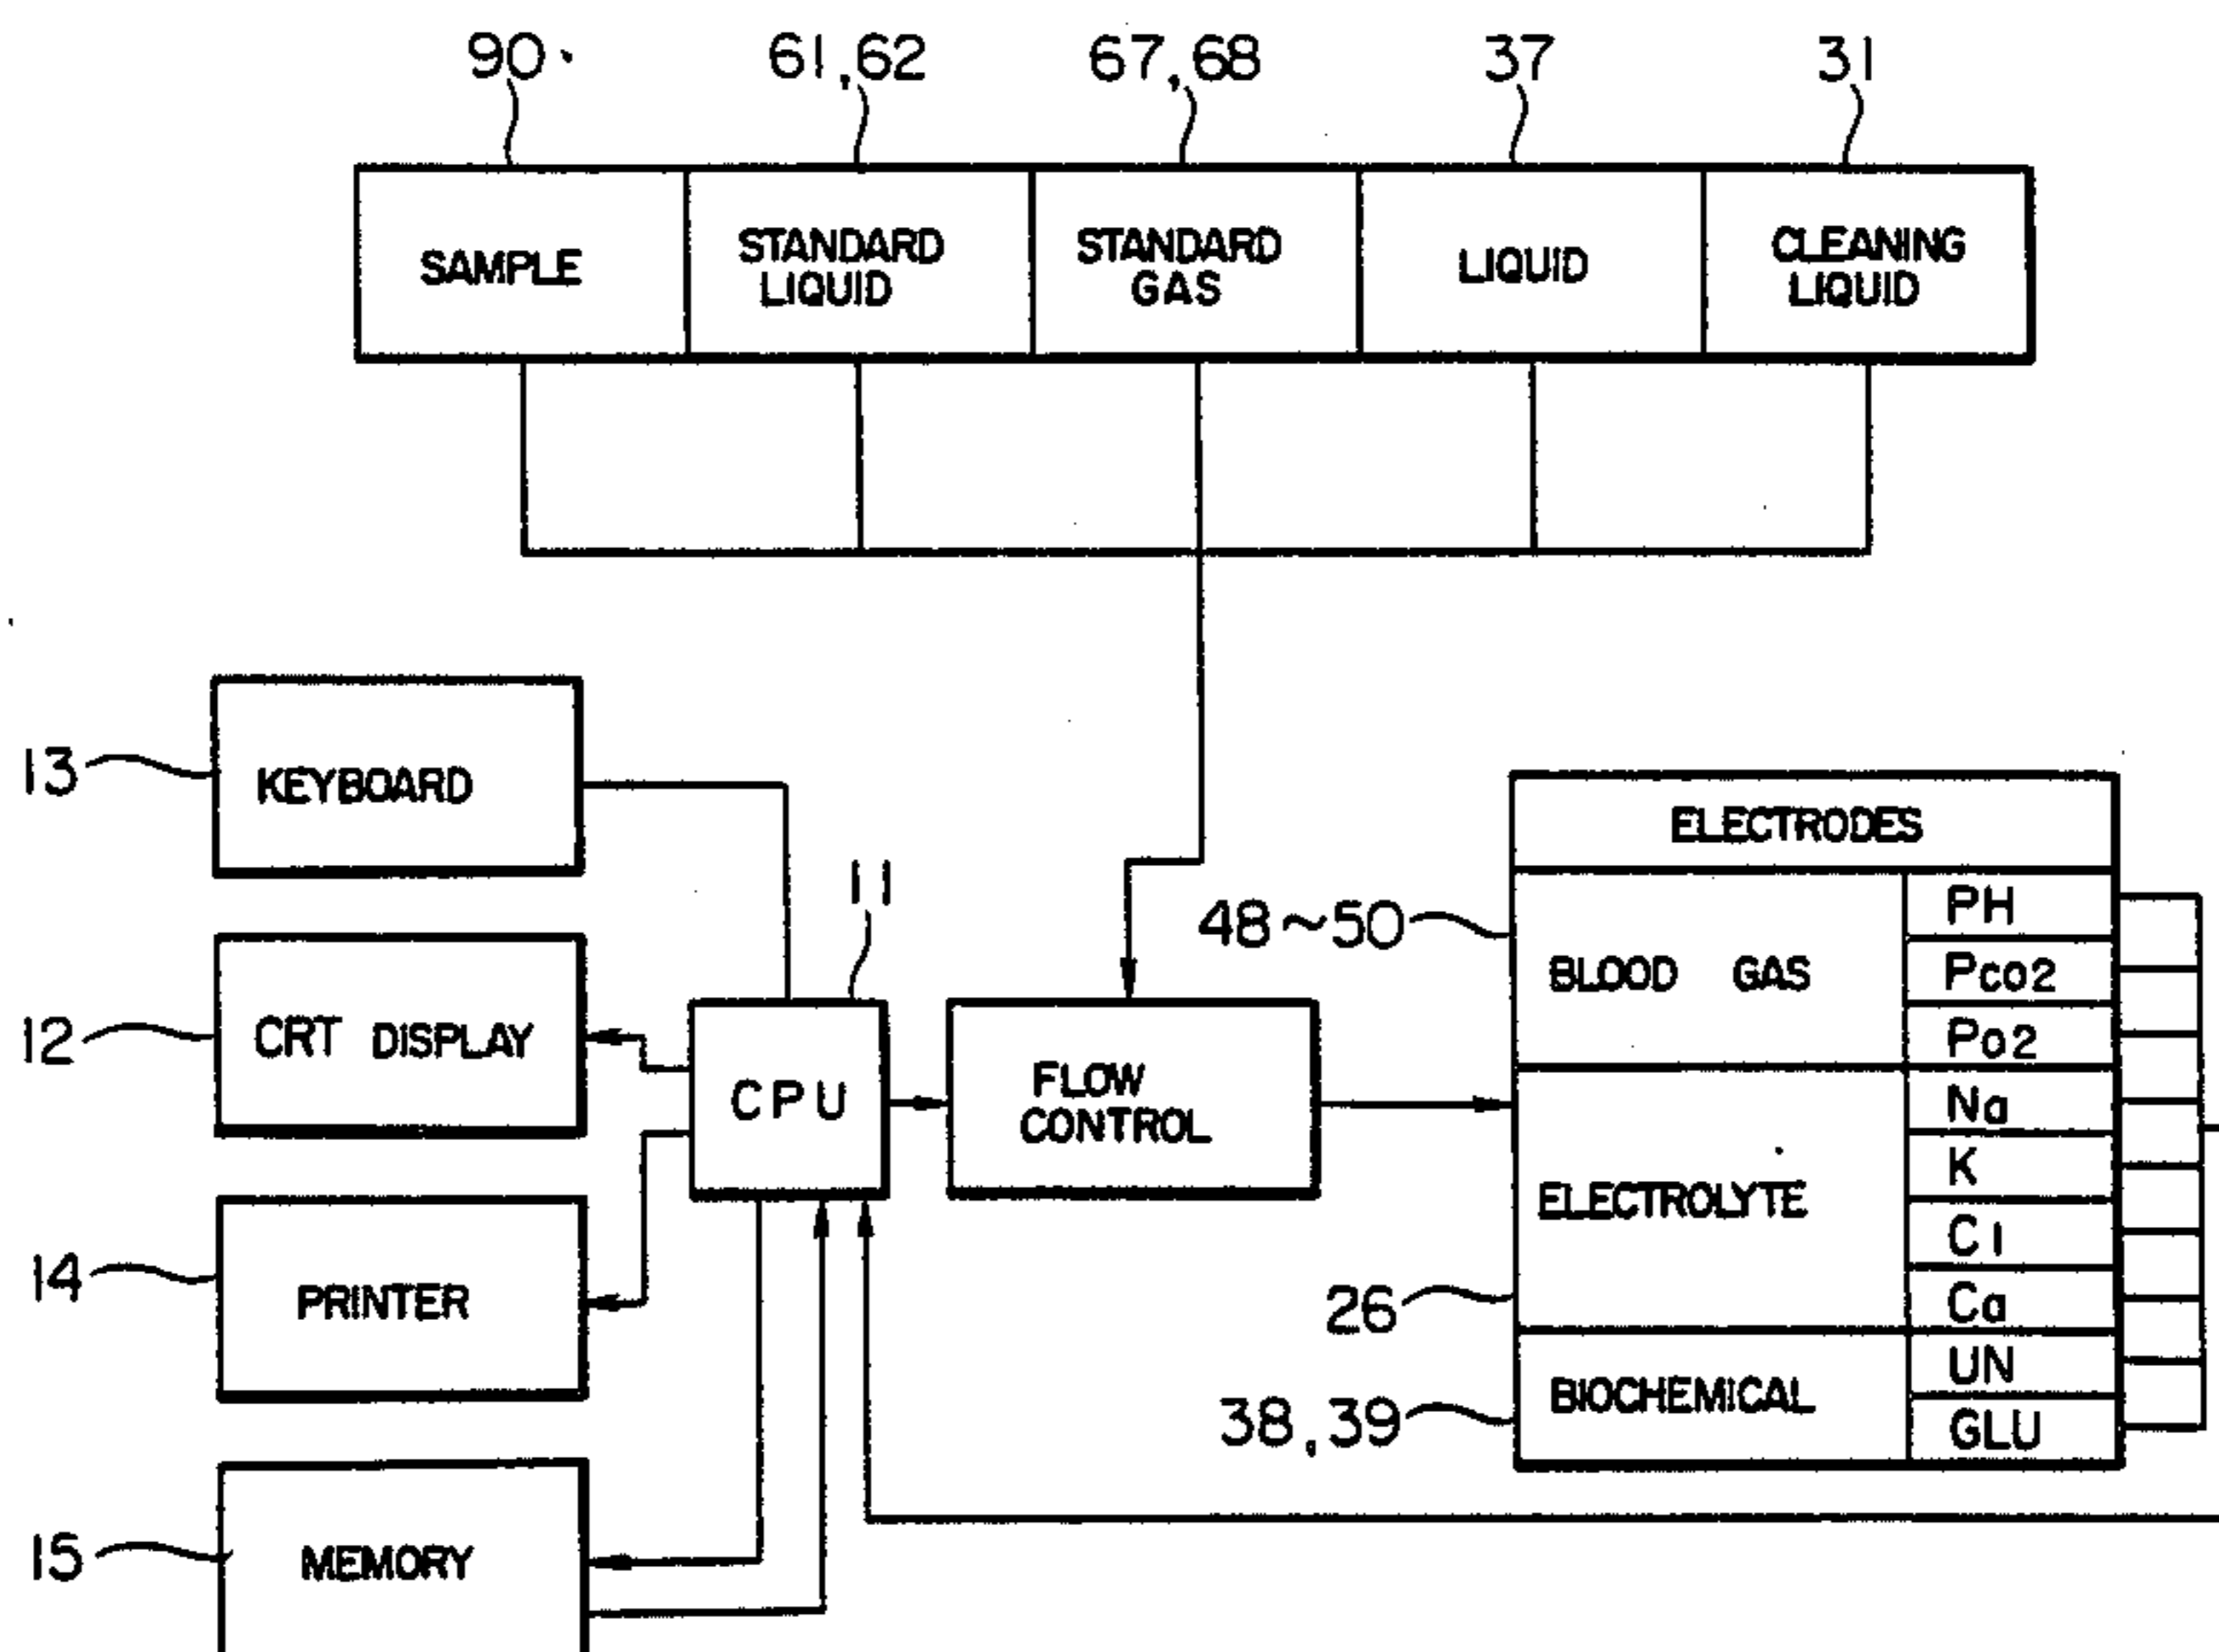 90
61,62
67,68
37
31
SAMPLE
STANDARD
LIQUID
STANDARD
GAS
LIQUID
CLEANING
LIQUID
13
KEYBOARD
11
ELECTRODES
48~50
BLOOD GAS
PH
Pco2
Po2
12
CRT DISPLAY
CPU
FLOW
CONTROL
ELECTROLYTE
Na
K
Cl
Ca
26
14
PRINTER
38,39
BIOCHEMICAL
UN
GLU
15
MEMORY